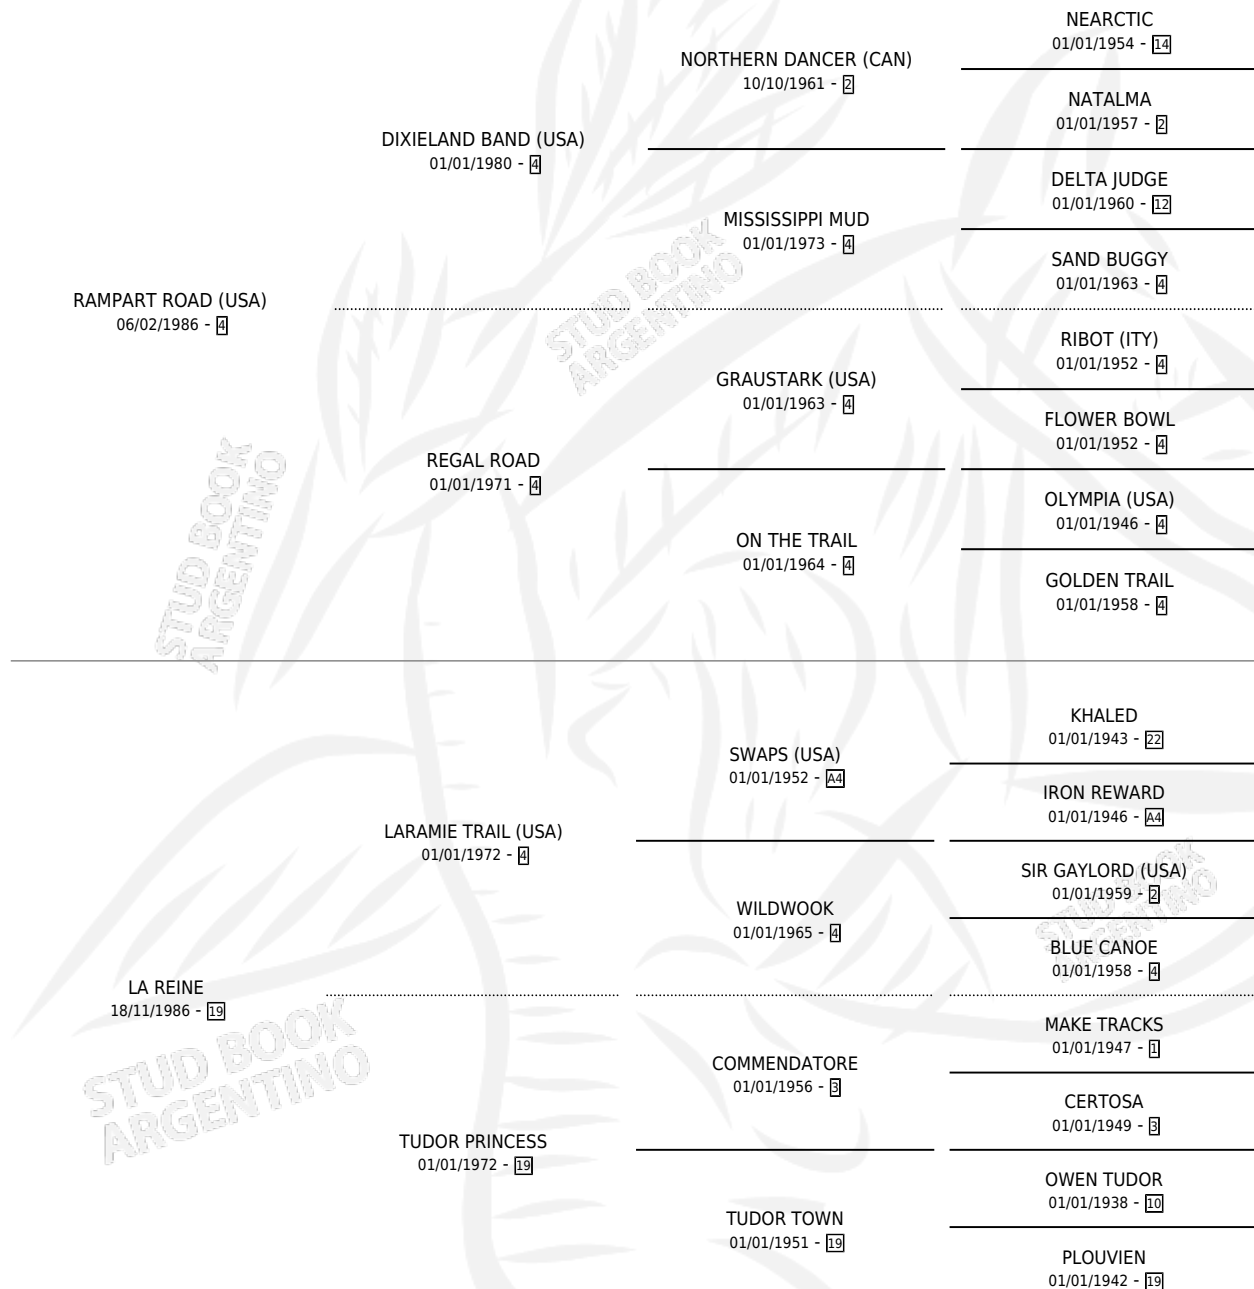 NEARCTIC
01/01/1954 - 14
NORTHERN DANCER (CAN)
10/10/1961 - 2
NATALMA
01/01/1957 - 2
DIXIELAND BAND (USA)
01/01/1980 - 4
DELTA JUDGE
01/01/1960 - 12
MISSISSIPPI MUD
01/01/1973 - 4
SAND BUGGY
01/01/1963 - 4
RAMPART ROAD (USA)
06/02/1986 - 4
RIBOT (ITY)
01/01/1952 - 4
GRAUSTARK (USA)
01/01/1963 - 4
FLOWER BOWL
01/01/1952 - 4
REGAL ROAD
01/01/1971 - 4
OLYMPIA (USA)
01/01/1946 - 4
ON THE TRAIL
01/01/1964 - 4
GOLDEN TRAIL
01/01/1958 - 4
KHALED
01/01/1943 - 22
SWAPS (USA)
01/01/1952 - A4
IRON REWARD
01/01/1946 - A4
LARAMIE TRAIL (USA)
01/01/1972 - 4
SIR GAYLORD (USA)
01/01/1959 - 2
WILDWOOK
01/01/1965 - 4
BLUE CANOE
01/01/1958 - 4
LA REINE
18/11/1986 - 19
MAKE TRACKS
01/01/1947 - 1
COMMENDATORE
01/01/1956 - 3
CERTOSA
01/01/1949 - 3
TUDOR PRINCESS
01/01/1972 - 19
OWEN TUDOR
01/01/1938 - 10
TUDOR TOWN
01/01/1951 - 19
PLOUVIEN
01/01/1942 - 19
STUD BOOK
ARGENTINO
STUD BOOK
ARGENTINO
STUD BOOK
ARGENTINO
STUD BOOK
ARGENTINO